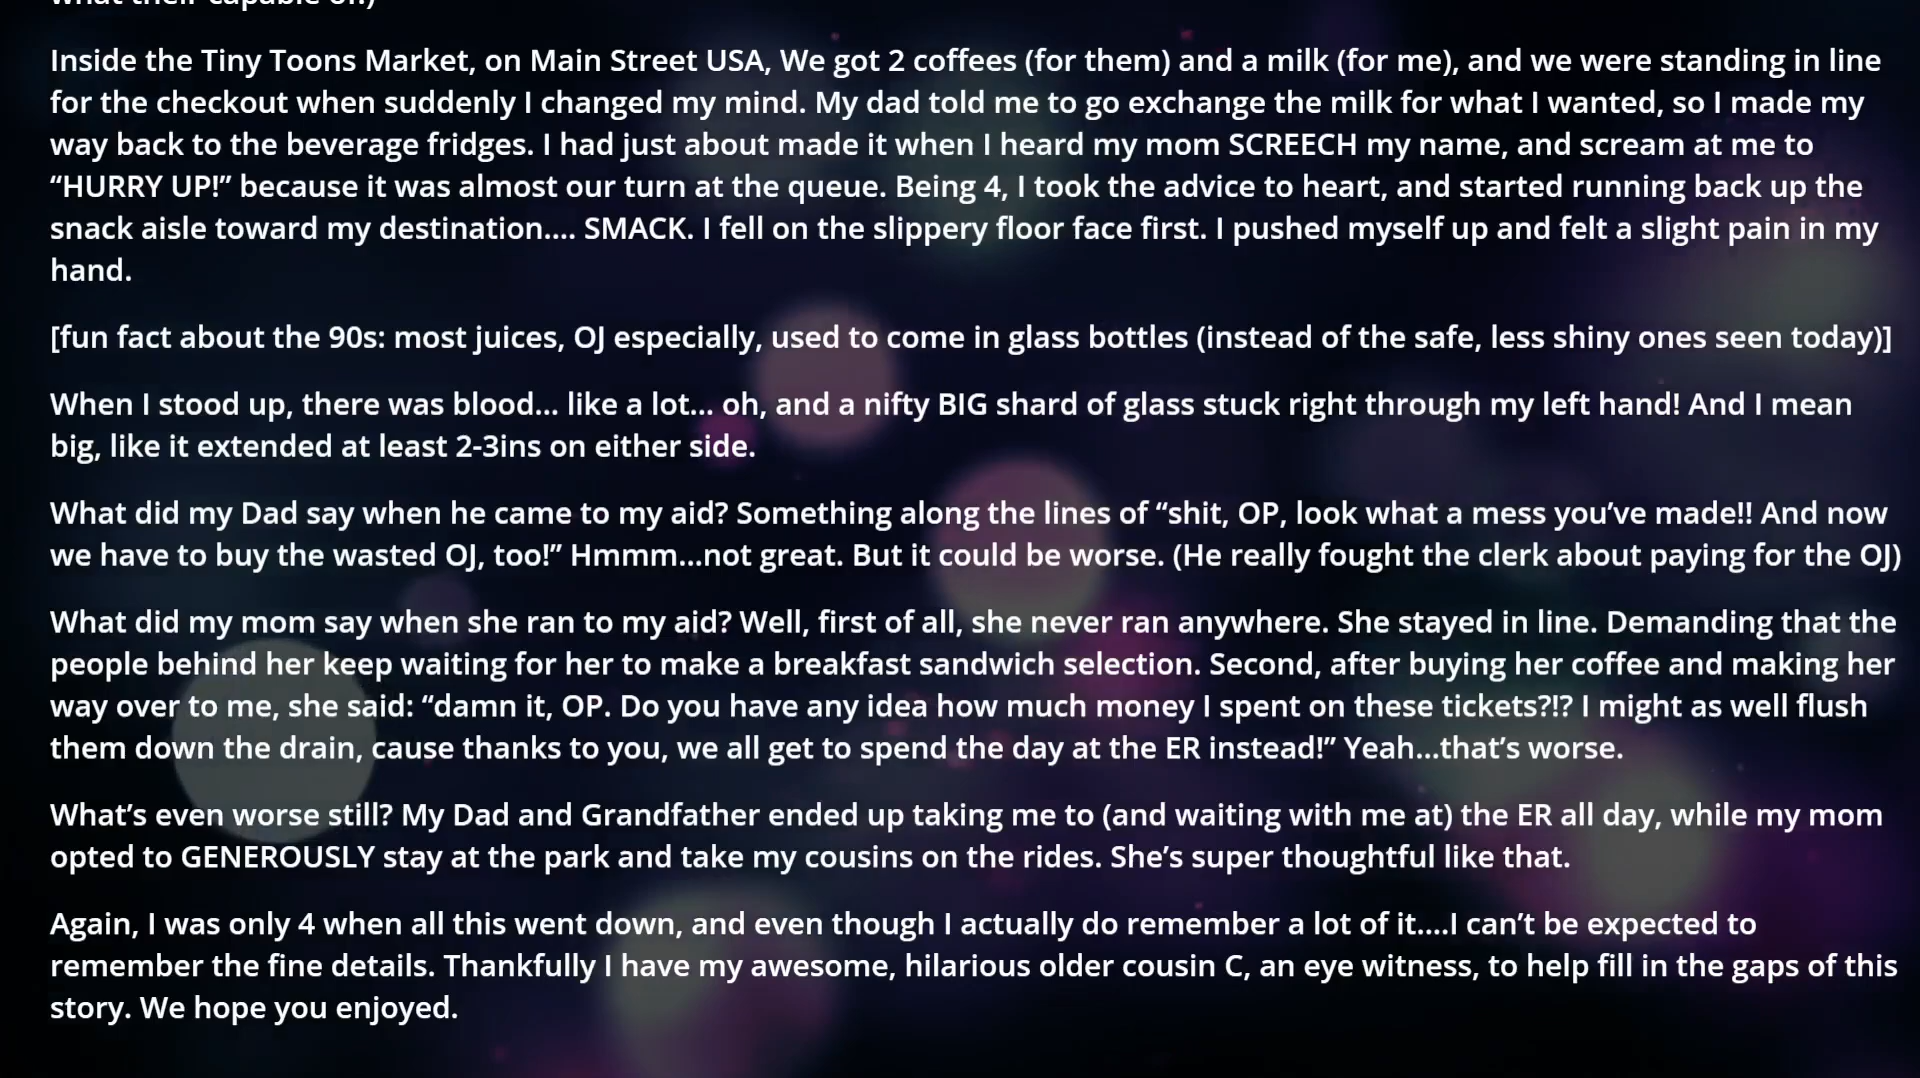 Inside the Tiny Toons Market, on Main Street USA, We got 2 coffees (for them) and a milk (for me), and we were standing in line
for the checkout when suddenly I changed my mind. My dad told me to go exchange the milk for what I wanted, so I made my
way back to the beverage fridges. I had just about made it when I heard my mom SCREECH my name, and scream at me to
“HURRY UP!” because it was almost our turn at the queue. Being 4, I took the advice to heart, and started running back up the
snack aisle toward my destination.... SMACK. I fell on the slippery floor face first. I pushed myself up and felt a slight pain in my
hand.
[fun fact about the 90s: most juices, OJ especially, used to come in glass bottles (instead of the safe, less shiny ones seen today)]
When I stood up, there was blood... like a lot... oh, and a nifty BIG shard of glass stuck right through my left hand! And I mean
big, like it extended at least 2-3ins on either side.
What did my Dad say when he came to my aid? Something along the lines of “shit, OP, look what a mess you’ve made!! And now
we have to buy the wasted OJ, too!” Hmmm...not great. But it could be worse. (He really fought the clerk about paying for the OJ)
What did my mom say when she ran to my aid? Well, first of all, she never ran anywhere. She stayed in line. Demanding that the
people behind her keep waiting for her to make a breakfast sandwich selection. Second, after buying her coffee and making her
way over to me, she said: “damn it, OP. Do you have any idea how much money I spent on these tickets?!? I might as well flush
them down the drain, cause thanks to you, we all get to spend the day at the ER instead!” Yeah...that’s worse.
What’s even worse still? My Dad and Grandfather ended up taking me to (and waiting with me at) the ER all day, while my mom
opted to GENEROUSLY stay at the park and take my cousins on the rides. She’s super thoughtful like that.
Again, I was only 4 when all this went down, and even though I actually do remember a lot of it....I can’t be expected to
remember the fine details. Thankfully I have my awesome, hilarious older cousin C, an eye witness, to help fill in the gaps of this
story. We hope you enjoyed.